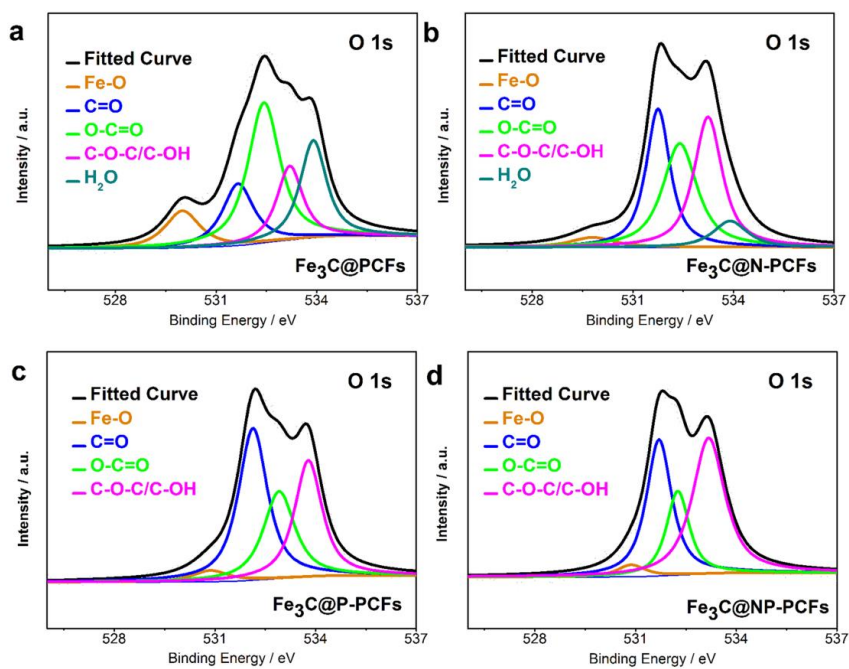 a
O 1s
Fitted Curve
Fe-O
C=O
O-C=O
C-O-C/C-OH
H₂O
Fe₃C@PCFs
Intensity / a.u.
528 531 534 537
Binding Energy / eV
b
O 1s
Fitted Curve
Fe-O
C=O
O-C=O
C-O-C/C-OH
H₂O
Fe₃C@N-PCFs
Intensity / a.u.
528 531 534 537
Binding Energy / eV
c
O 1s
Fitted Curve
Fe-O
C=O
O-C=O
C-O-C/C-OH
Fe₃C@P-PCFs
Intensity / a.u.
528 531 534 537
Binding Energy / eV
d
O 1s
Fitted Curve
Fe-O
C=O
O-C=O
C-O-C/C-OH
Fe₃C@NP-PCFs
Intensity / a.u.
528 531 534 537
Binding Energy / eV